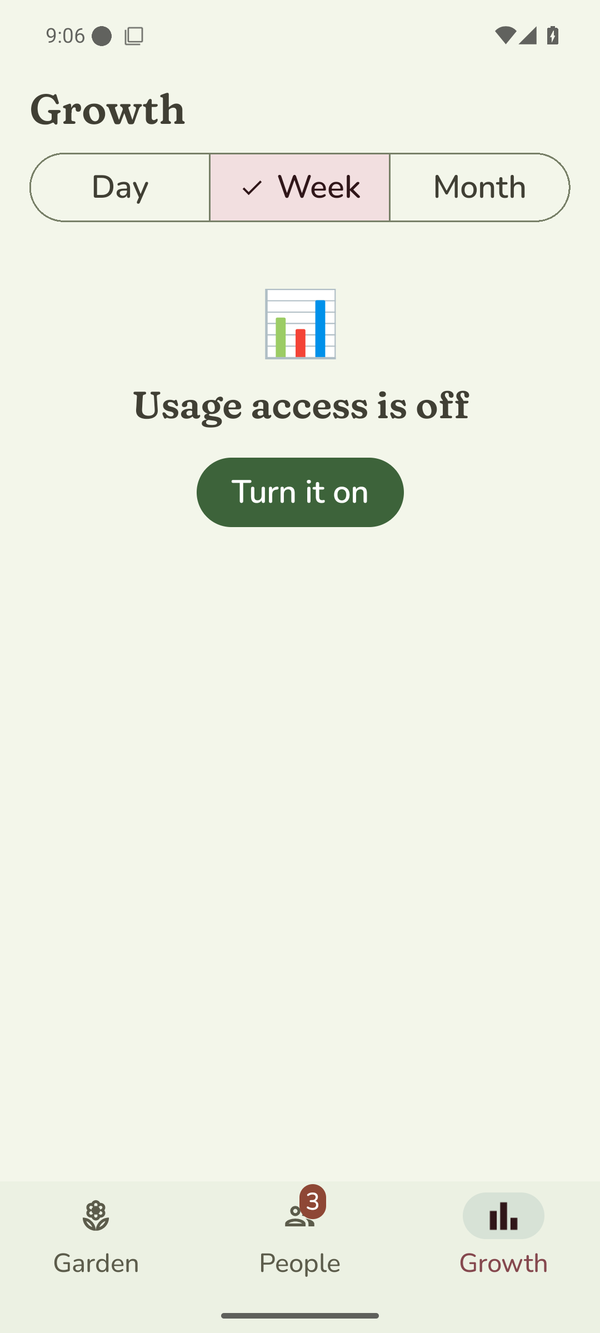 9:06
Growth
Day
Week
Month
Usage access is off
Turn it on
3
Garden
People
Growth